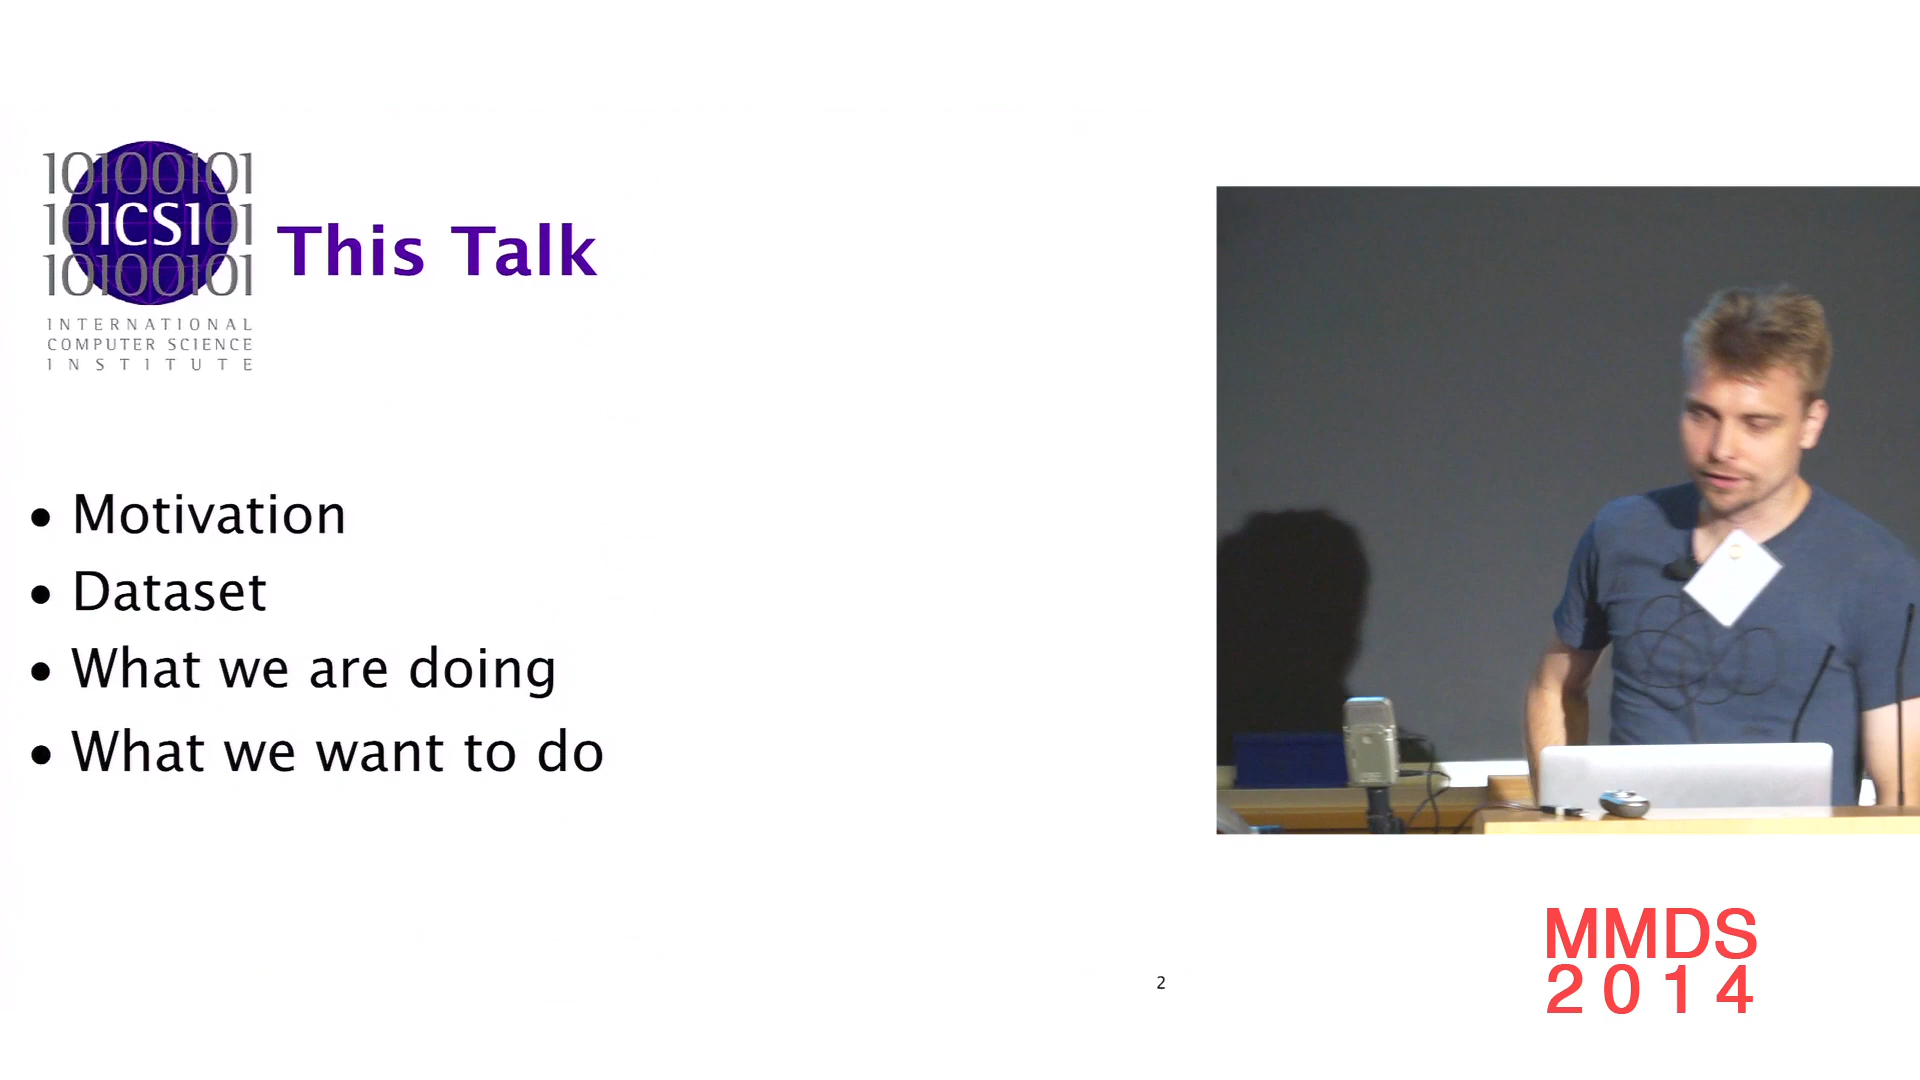 10100101
101CS101
10100101
INTERNATIONAL
COMPUTER SCIENCE
INSTITUTE
This Talk
• Motivation
• Dataset
• What we are doing
• What we want to do
2
MMDS
2014